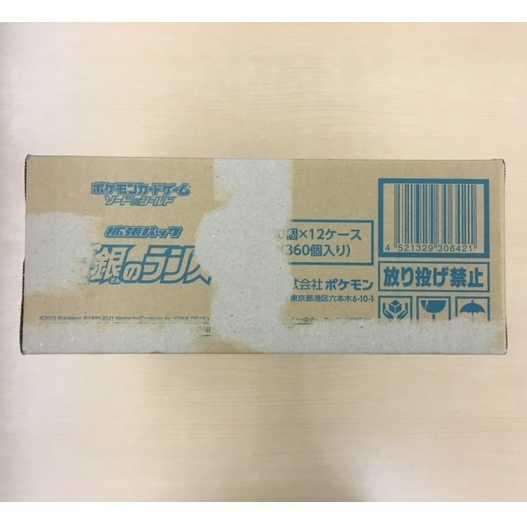 ポケモンカードゲーム
ソード&シールド
拡張パック
銀のランス
0個×12ケース
360個入り)
式会社 ポケモン
東京都港区六本木6-10-1
4 521329 306421
放り投げ禁止